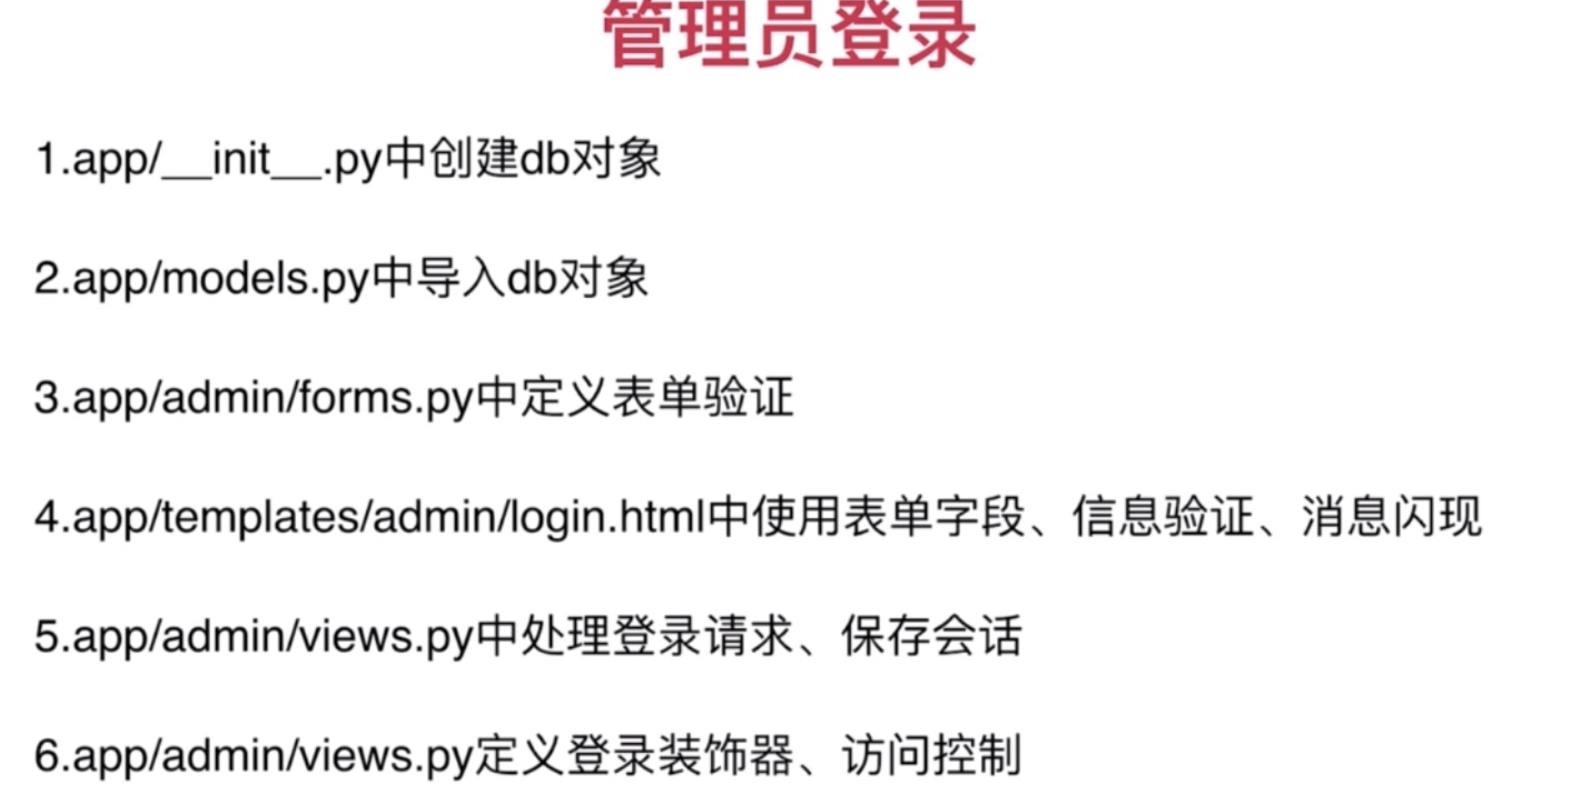 管理员登录
1.app/__init__.py中创建db对象
2.app/models.py中导入db对象
3.app/admin/forms.py中定义表单验证
4.app/templates/admin/login.html中使用表单字段、信息验证、消息闪现
5.app/admin/views.py中处理登录请求、保存会话
6.app/admin/views.py定义登录装饰器、访问控制